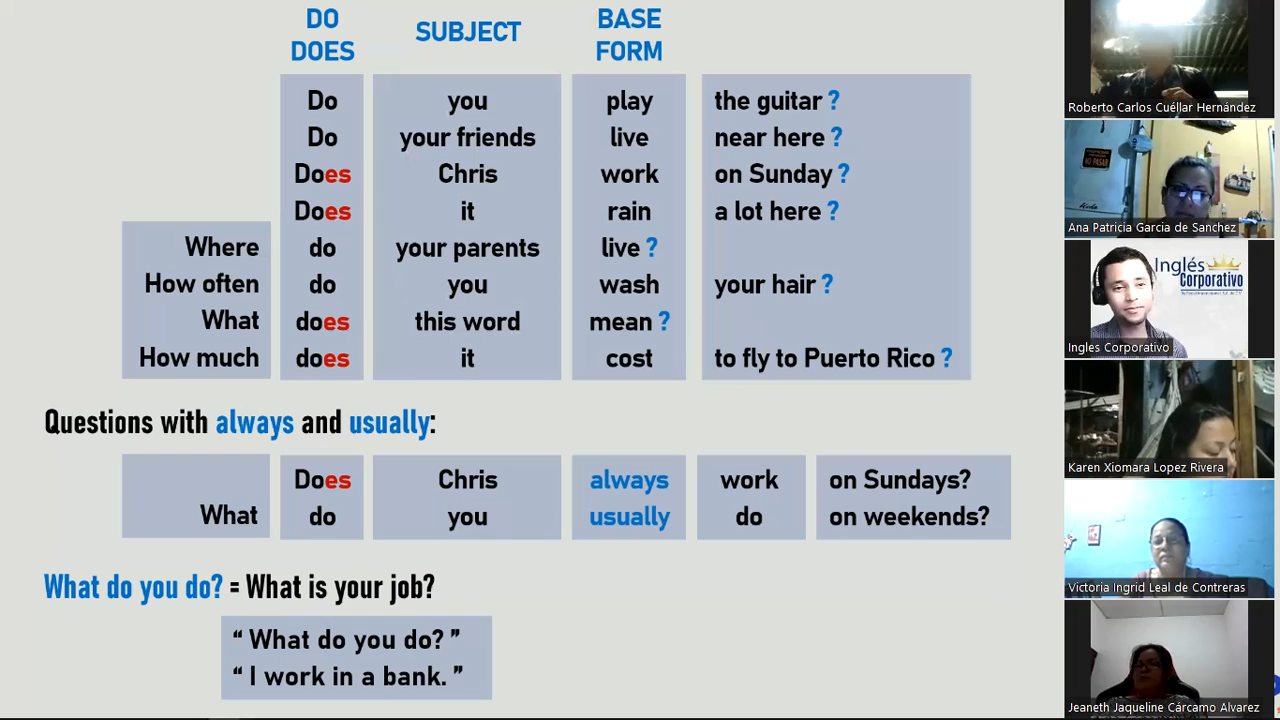 DO
DOES
SUBJECT
BASE
FORM
Do you play the guitar ?
Do your friends live near here ?
Does Chris work on Sunday ?
Does it rain a lot here ?
Where do your parents live ?
How often do you wash your hair ?
What does this word mean ?
How much does it cost to fly to Puerto Rico ?
Questions with always and usually:
Does Chris always work on Sundays?
What do you usually do on weekends?
What do you do? = What is your job?
“ What do you do? ”
“ I work in a bank. ”
Roberto Carlos Cuéllar Hernández
NO PASAR
Ana Patricia Garcia de Sanchez
Inglés
Corporativo
Ingles Corporativo
Karen Xiomara Lopez Rivera
Victoria Ingrid Leal de Contreras
Jeaneth Jaqueline Cárcamo Alvarez